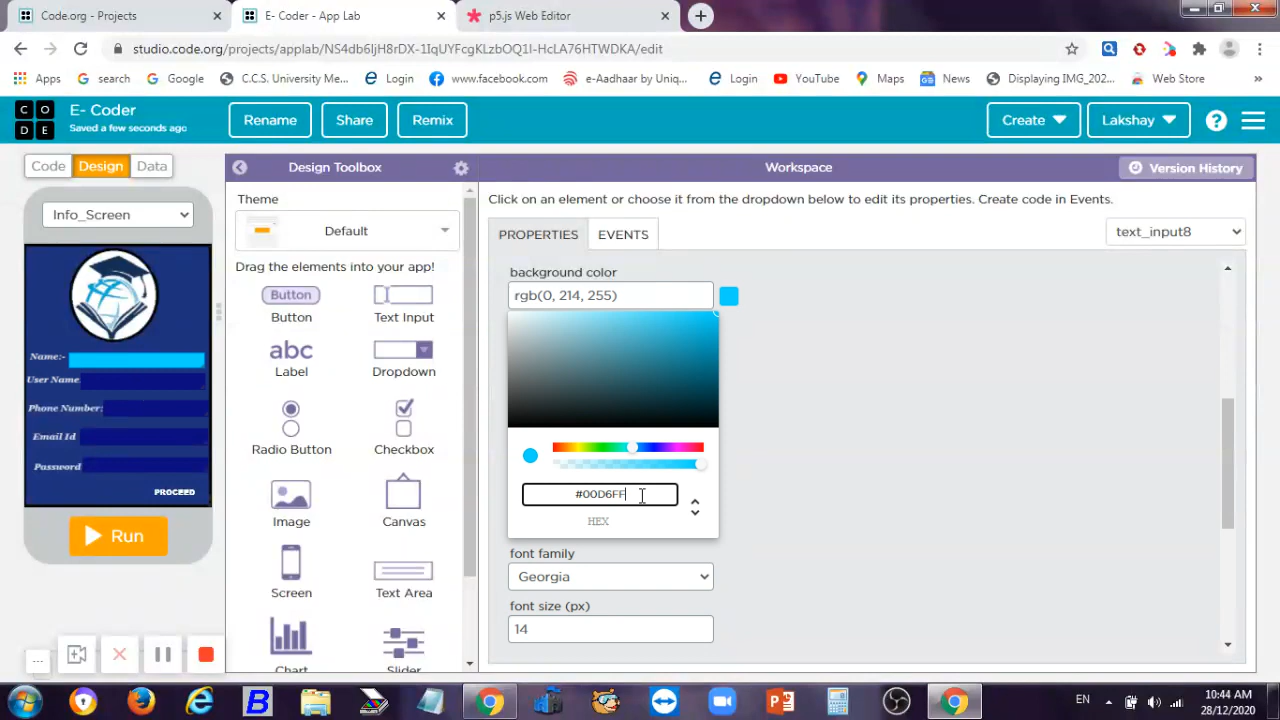 Code.org - Projects
E- Coder - App Lab
p5.js Web Editor
studio.code.org/projects/applab/NS4db6IjH8rDX-1IqUYFcgKLzbOQ1I-HcLA76HTWDKA/edit
Apps
search
Google
C.C.S. University Me...
Login
www.facebook.com
e-Aadhaar by Uniq...
Login
YouTube
Maps
News
Displaying IMG_202...
Web Store
CODE
E- Coder
Saved a few seconds ago
Rename
Share
Remix
Create
Lakshay
?
Code
Design
Data
Design Toolbox
Workspace
Version History
Info_Screen
Name:-
User Name
Phone Number:
Email Id
Password
PROCEED
Run
Theme
Default
Drag the elements into your app!
Button
Button
Text Input
abc
Label
Dropdown
Radio Button
Checkbox
Image
Canvas
Screen
Text Area
Chart
Slider
Click on an element or choose it from the dropdown below to edit its properties. Create code in Events.
PROPERTIES
EVENTS
text_input8
background color
rgb(0, 214, 255)
#00D6FF
HEX
font family
Georgia
font size (px)
14
...
EN
10:44 AM
28/12/2020